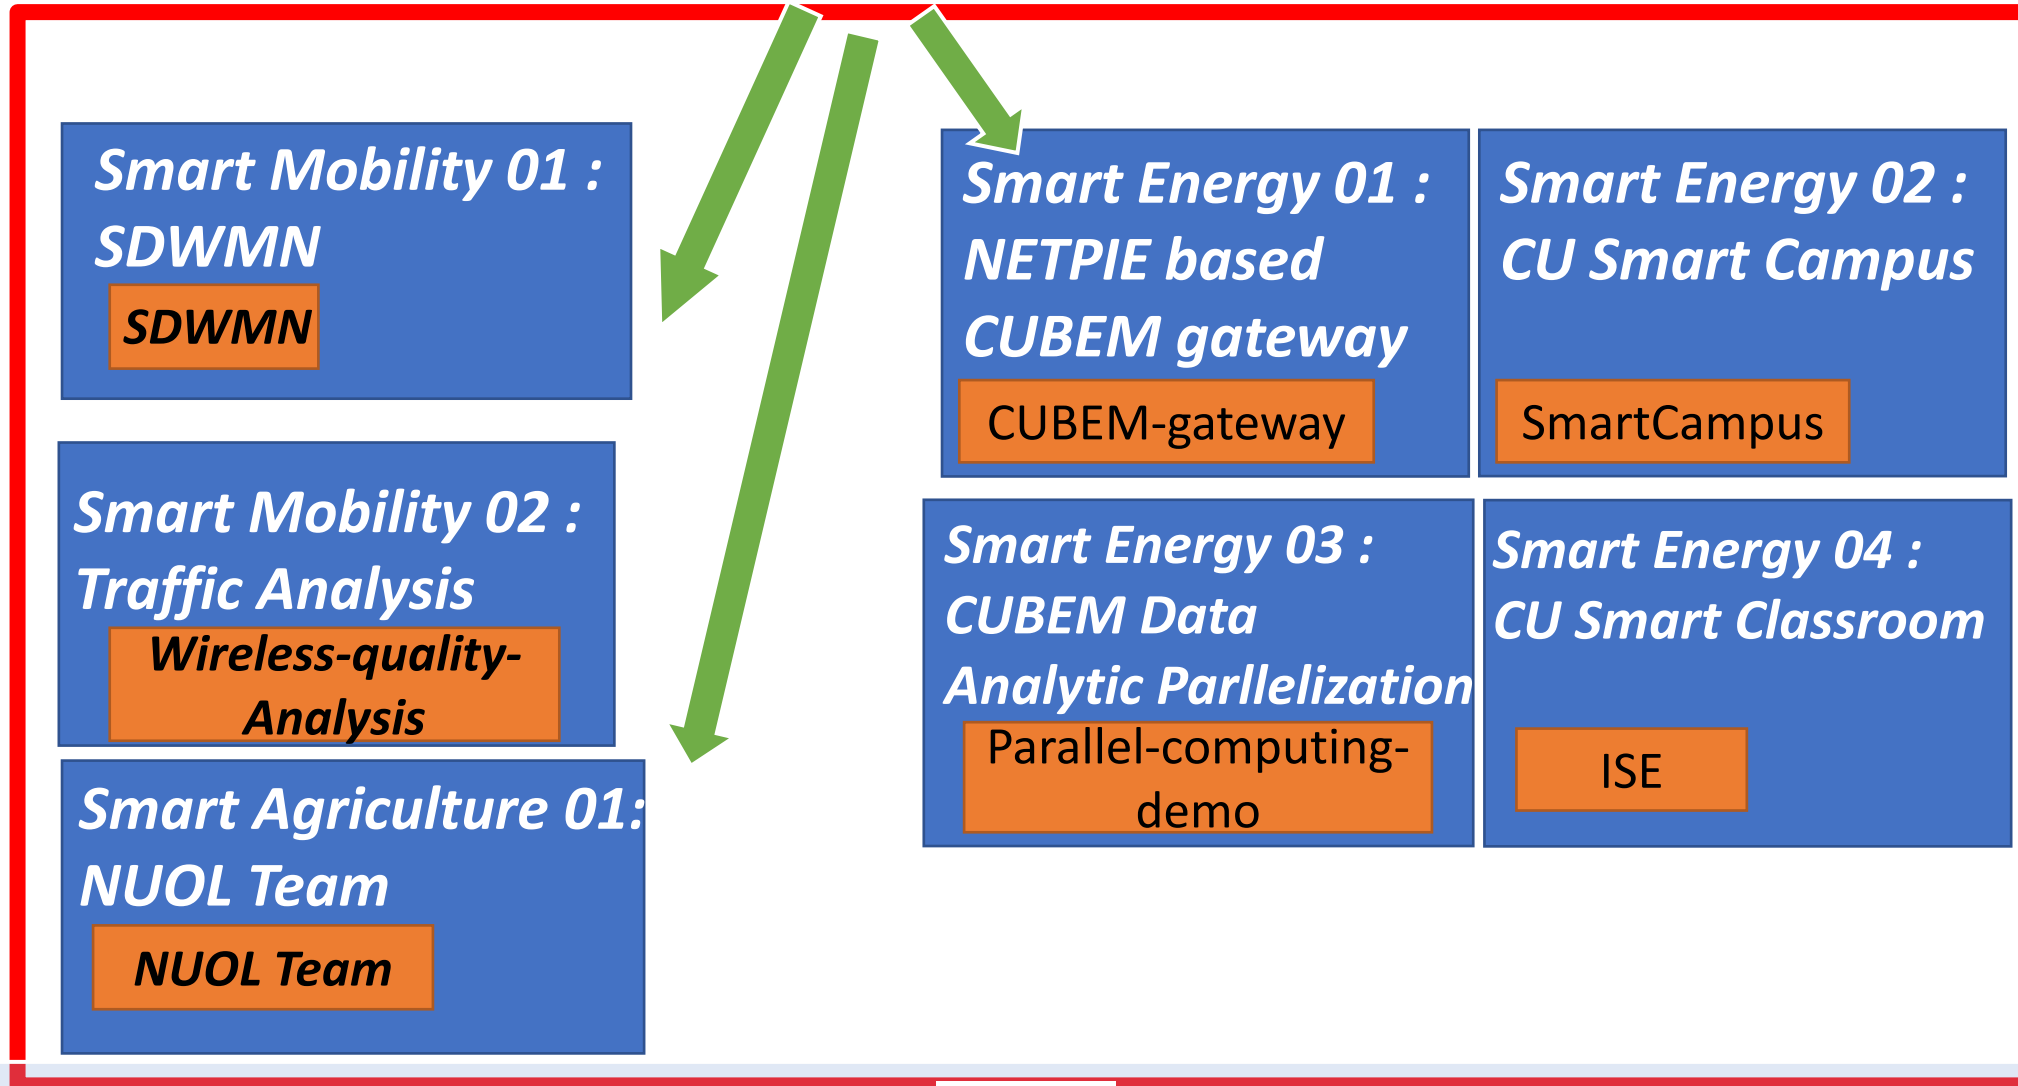 Smart Mobility 01 :
SDWMN
SDWMN
Smart Mobility 02 :
Traffic Analysis
Wireless-quality-
Analysis
Smart Agriculture 01:
NUOL Team
NUOL Team
Smart Energy 01 :
NETPIE based
CUBEM gateway
CUBEM-gateway
Smart Energy 02 :
CU Smart Campus
SmartCampus
Smart Energy 03 :
CUBEM Data
Analytic Parllelization
Parallel-computing-
demo
Smart Energy 04 :
CU Smart Classroom
ISE